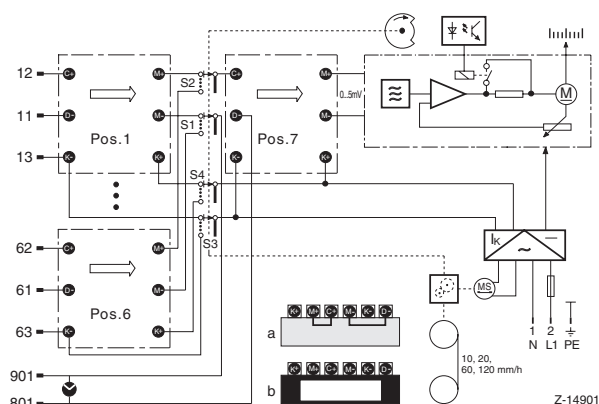 12
C+
M+
S2
C+
M+
0...5mV
M
11
D-
M-
S1
D-
M-
Pos.1
Pos.7
13
K-
K+
S4
K-
K+
S3
62
C+
M+
61
D-
M-
Pos.6
63
K-
K+
IK
~
MS
a
K+ M+ C+ M- K- D-
b
K+ M+ C+ M- K- D-
10, 20,
60, 120 mm/h
1 2
N L1 PE
901
801
Z-14901